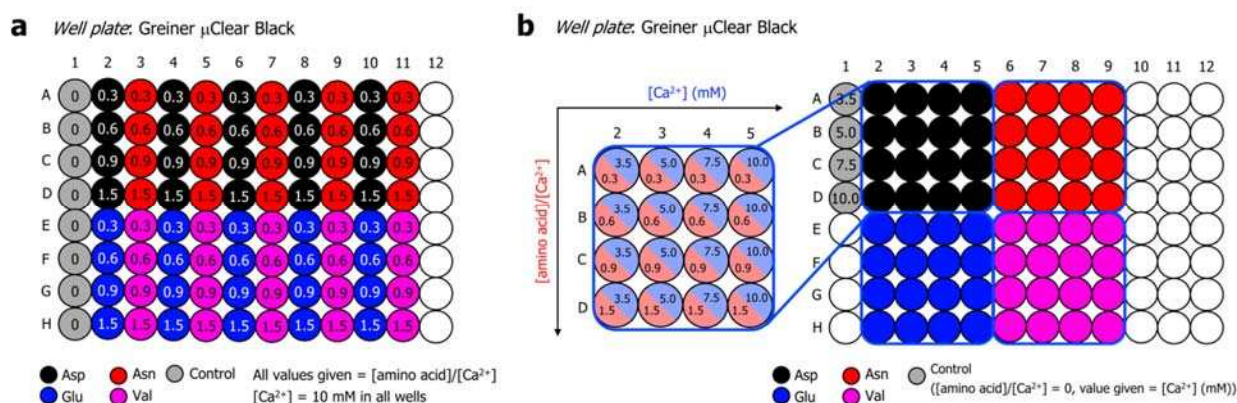 a Well plate: Greiner μClear Black
1 2 3 4 5 6 7 8 9 10 11 12
A 0 0.3 0.3 0.3 0.3 0.3 0.3 0.3 0.3 0.3 0.3
B 0 0.6 0.6 0.6 0.6 0.6 0.6 0.6 0.6 0.6 0.6
C 0 0.9 0.9 0.9 0.9 0.9 0.9 0.9 0.9 0.9 0.9
D 0 1.5 1.5 1.5 1.5 1.5 1.5 1.5 1.5 1.5 1.5
E 0 0.3 0.3 0.3 0.3 0.3 0.3 0.3 0.3 0.3 0.3
F 0 0.6 0.6 0.6 0.6 0.6 0.6 0.6 0.6 0.6 0.6
G 0 0.9 0.9 0.9 0.9 0.9 0.9 0.9 0.9 0.9 0.9
H 0 1.5 1.5 1.5 1.5 1.5 1.5 1.5 1.5 1.5 1.5
Asp Asn Control All values given = [amino acid]/[Ca²⁺]
Glu Val [Ca²⁺] = 10 mM in all wells
b Well plate: Greiner μClear Black
[Ca²⁺] (mM)
[amino acid]/[Ca²⁺]
2 3 4 5
A 3.5 5.0 7.5 10.0
0.3 0.3 0.3 0.3
B 3.5 5.0 7.5 10.0
0.6 0.6 0.6 0.6
C 3.5 5.0 7.5 10.0
0.9 0.9 0.9 0.9
D 3.5 5.0 7.5 10.0
1.5 1.5 1.5 1.5
1 2 3 4 5 6 7 8 9 10 11 12
A 3.5
B 5.0
C 7.5
D 10.0
E
F
G
H
Asp Asn Control
Glu Val ([amino acid]/[Ca²⁺] = 0, value given = [Ca²⁺] (mM))